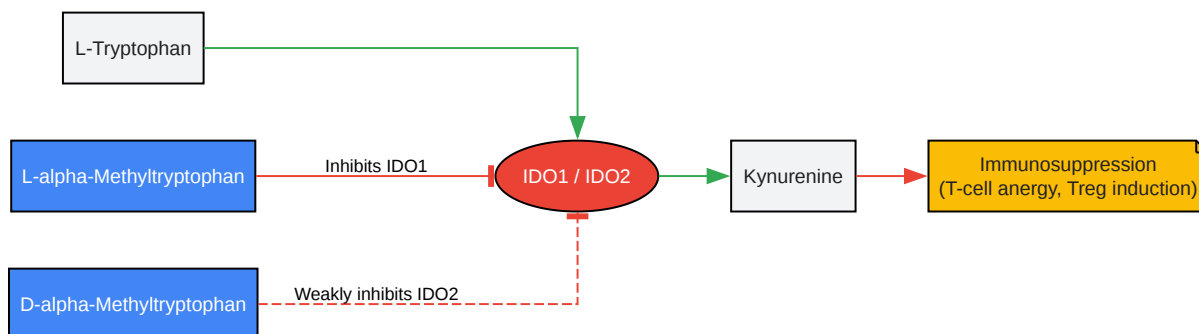 L-Tryptophan
L-alpha-Methyltryptophan
Inhibits IDO1
IDO1 / IDO2
Kynurenine
Immunosuppression
(T-cell anergy, Treg induction)
D-alpha-Methyltryptophan
Weakly inhibits IDO2